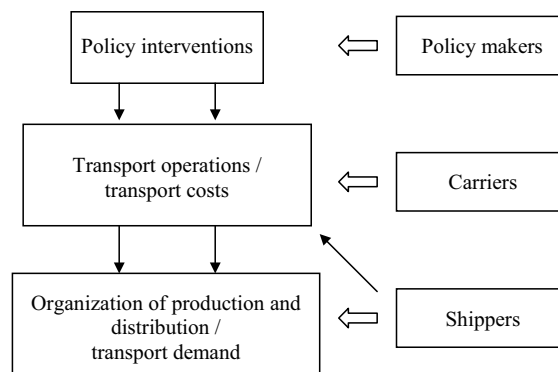 Policy interventions
Policy makers
Transport operations /
transport costs
Carriers
Organization of production and
distribution /
transport demand
Shippers